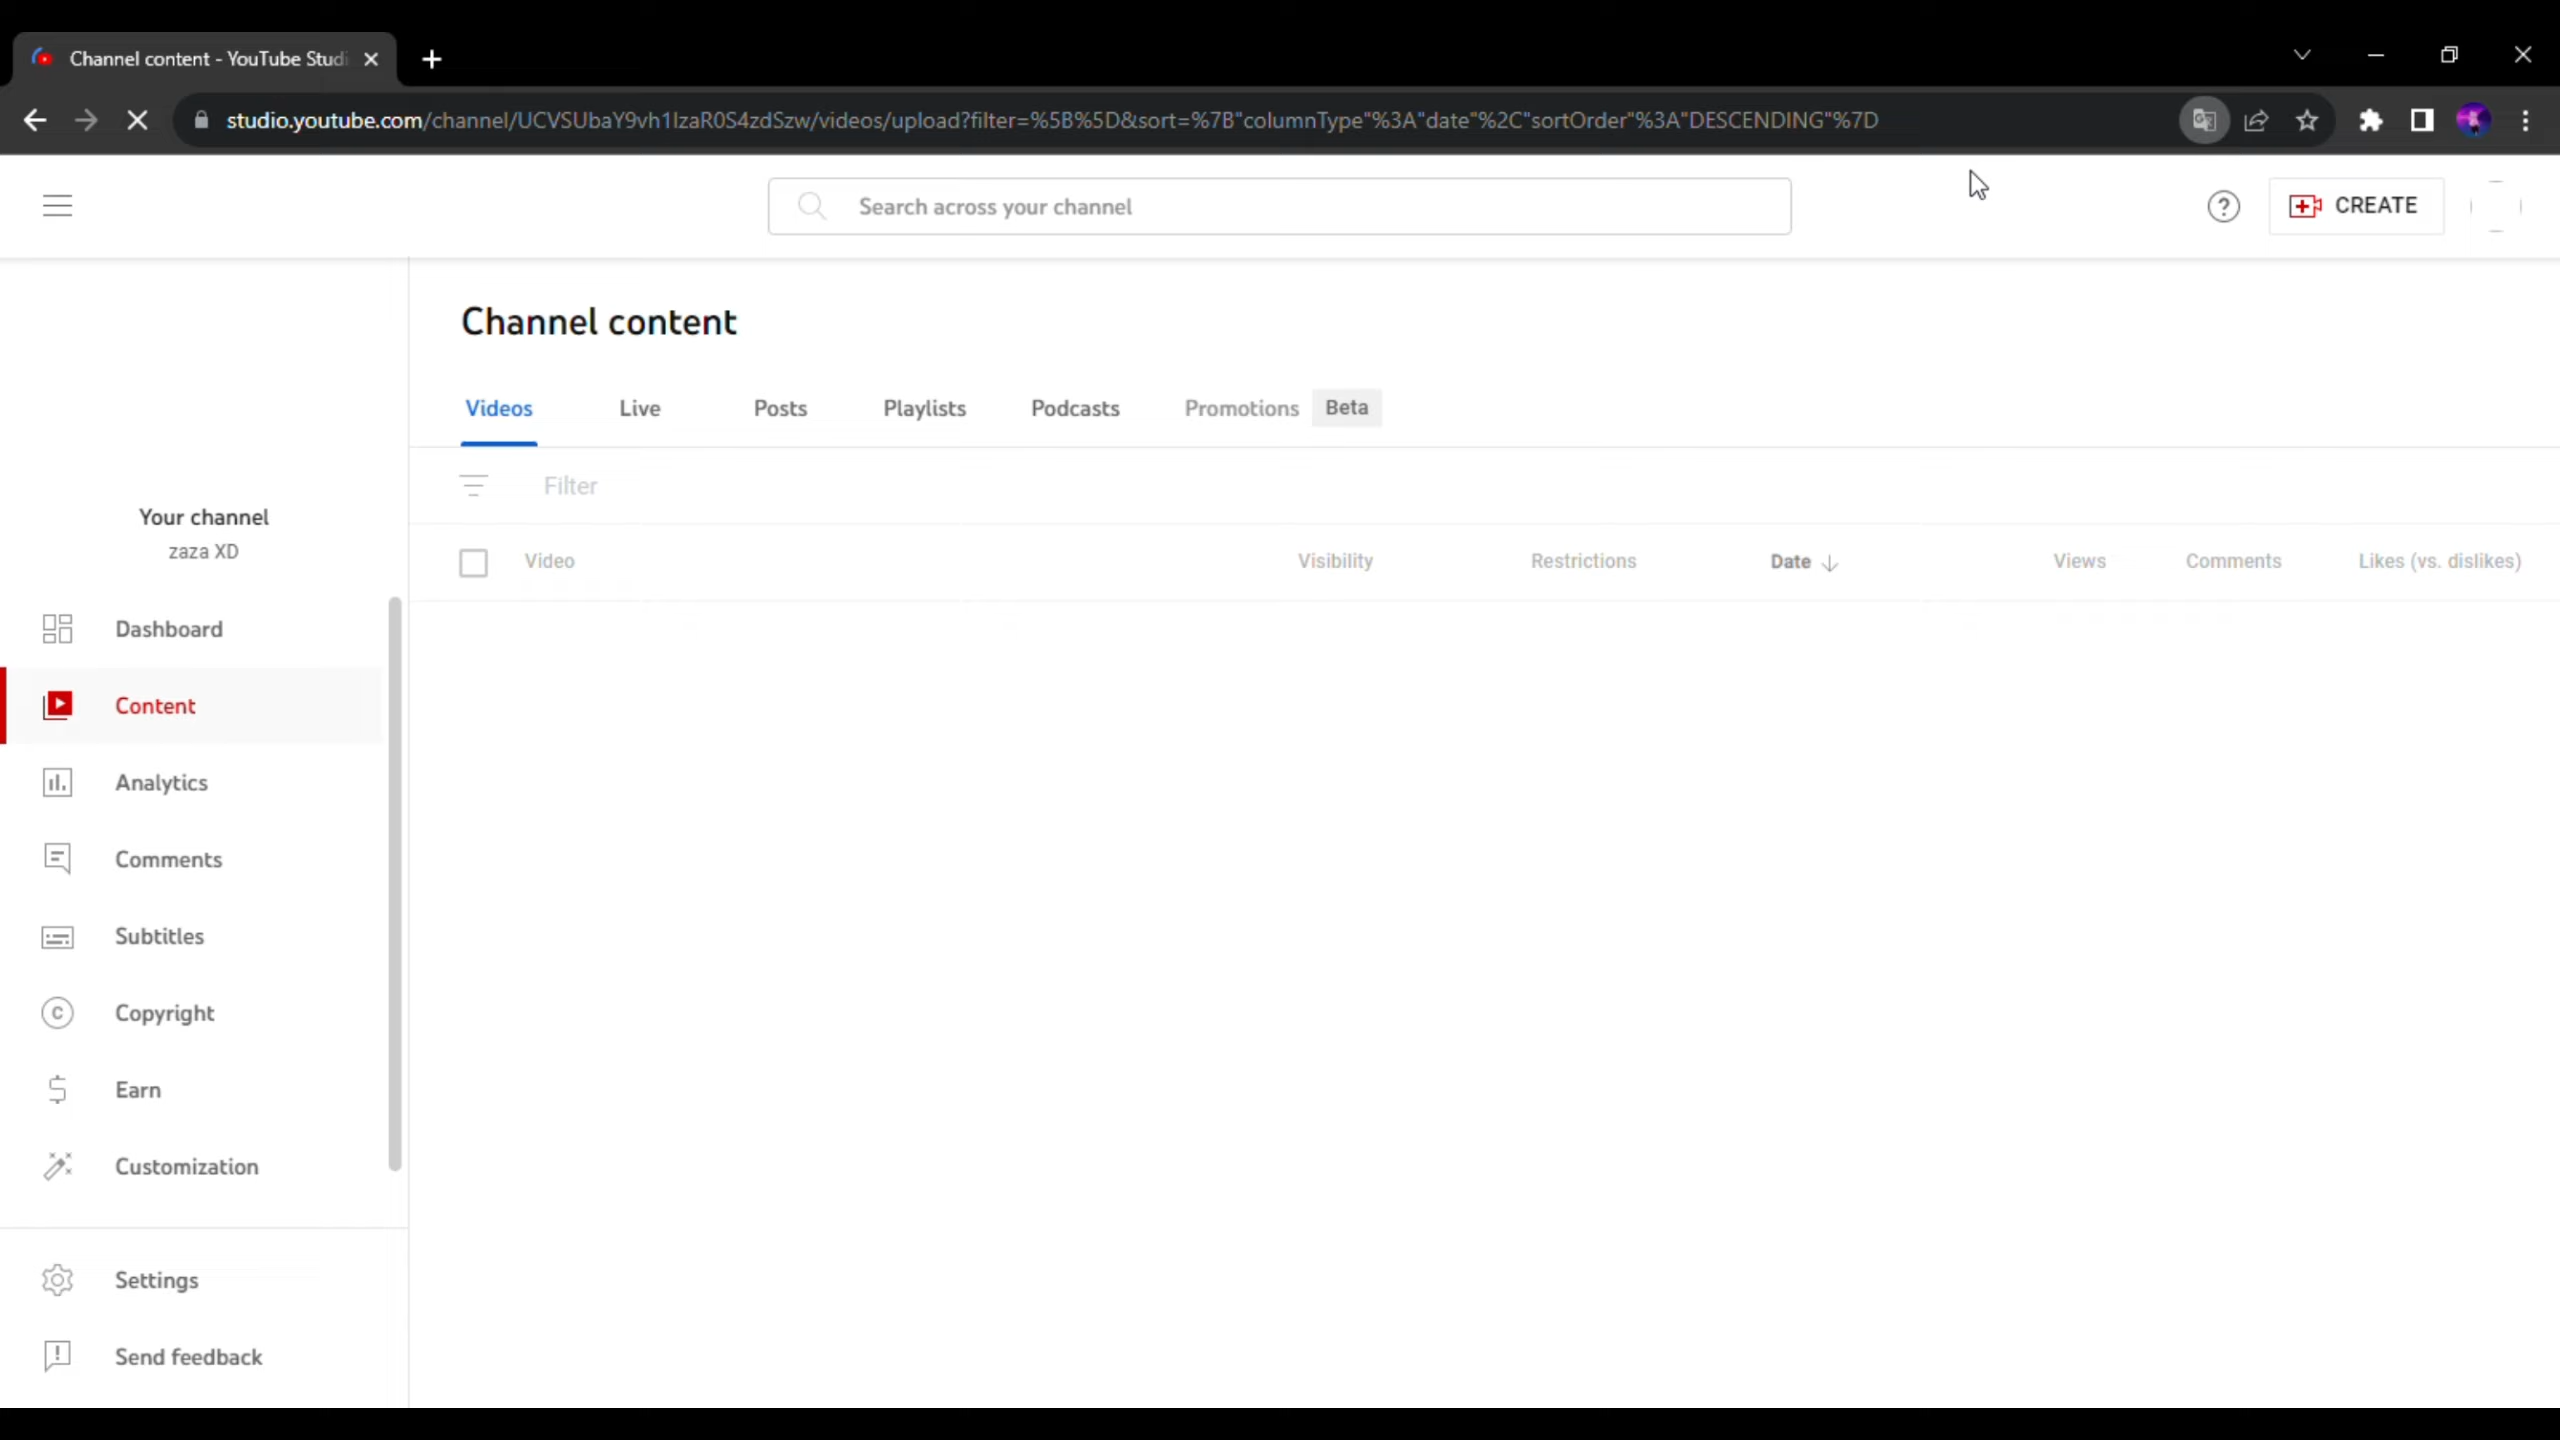 Channel content - YouTube Studi
studio.youtube.com/channel/UCVSUbaY9vh1IzaR0S4zdSzw/videos/upload?filter=%5B%5D&sort=%7B"columnType"%3A"date"%2C"sortOrder"%3A"DESCENDING"%7D
Search across your channel
CREATE
Channel content
Videos Live Posts Playlists Podcasts Promotions Beta
Filter
Video Visibility Restrictions Date Views Comments Likes (vs. dislikes)
Your channel
zaza XD
Dashboard
Content
Analytics
Comments
Subtitles
Copyright
Earn
Customization
Settings
Send feedback